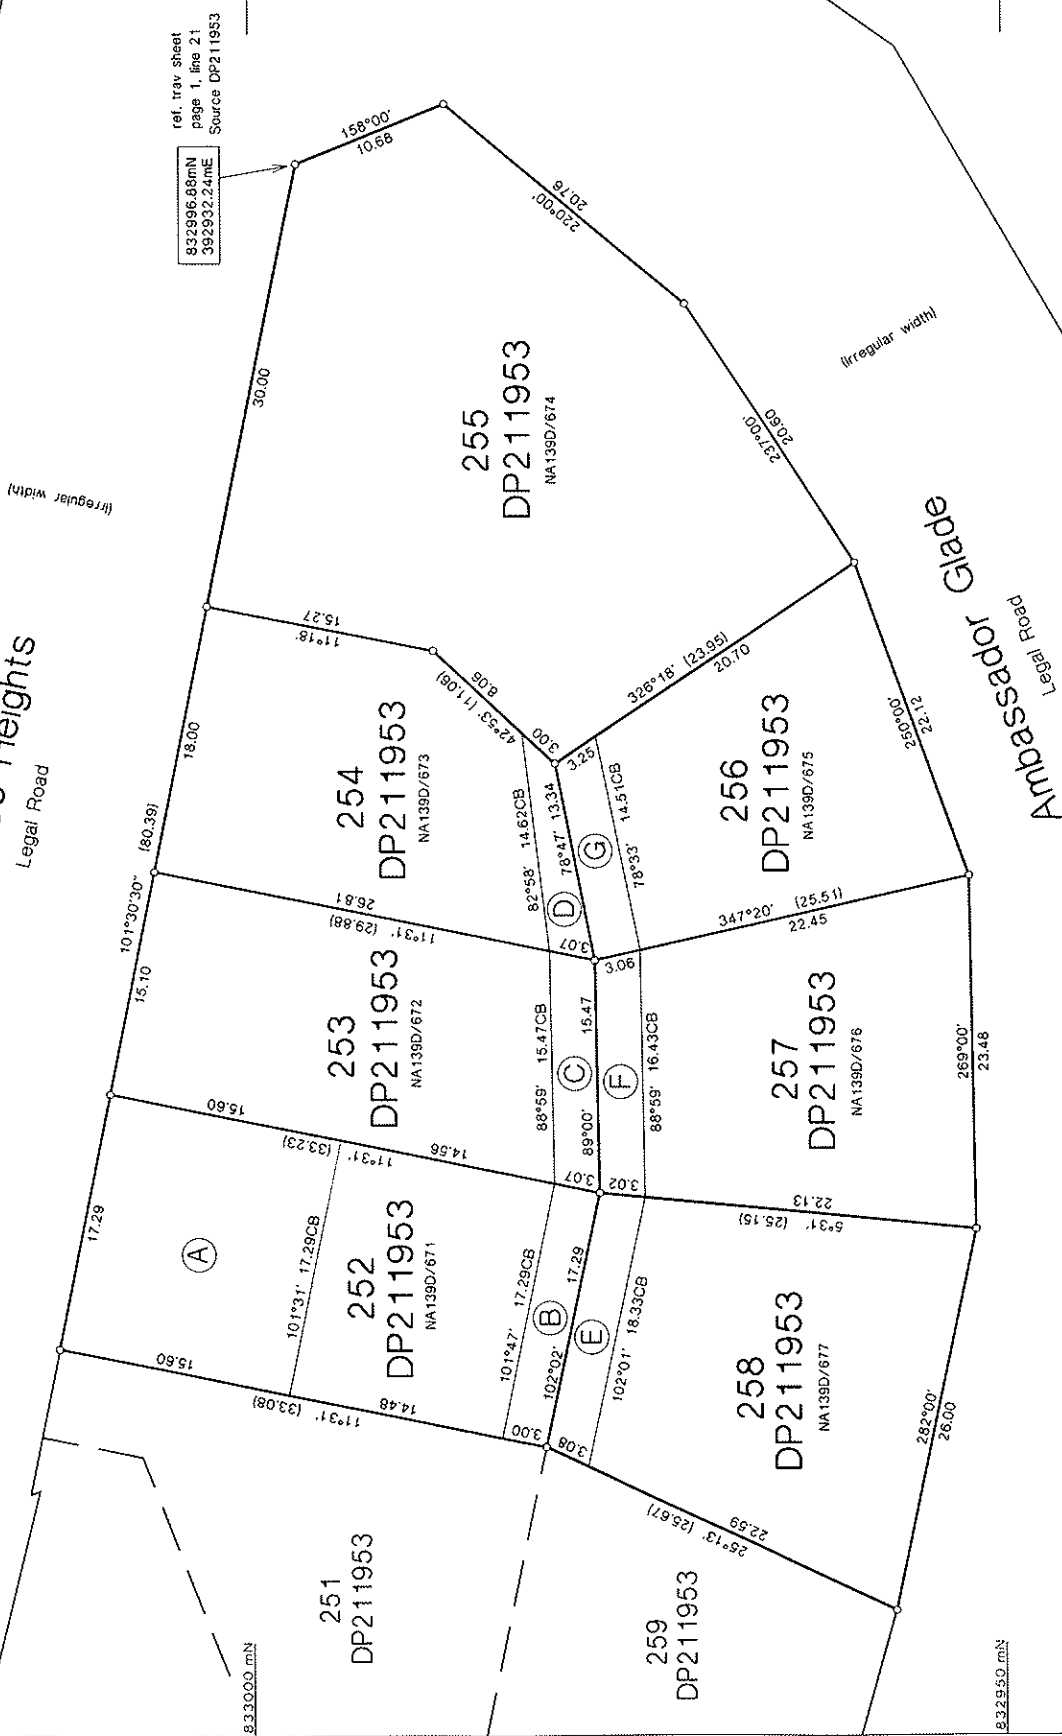 ref. trav sheet
page 1, line 21
Source DP211953
832996.88mN
392932.24mE
158°00'
10.68
220°00'
20.76
30.00
(irregular width)
Heights
Legal Road
(irregular width)
237°00'
20.60
255
DP211953
NA139D/674
11°18'
15.27
18.00
(80.39)
101°30'30"
15.10
17.29
42°53' (11.06)
8.06
3.00
326°18' (23.95)
20.70
3.25
254
DP211953
NA139D/673
82°58' 14.62CB
78°47' 13.34
D
G
78°33' 14.51CB
256
DP211953
NA139D/675
250°00'
22.12
Ambassador Glade
Legal Road
11°31' (29.88)
26.81
3.07
347°20' (25.51)
22.45
3.06
253
DP211953
NA139D/672
88°59' 15.47CB
89°00' 15.47
C
F
88°59' 16.43CB
257
DP211953
NA139D/676
269°00'
23.48
15.60
11°31' (33.23)
14.56
3.07
3.02
5°31' (25.15)
22.13
A
101°31' 17.29CB
252
DP211953
NA139D/671
101°47' 17.29CB
102°02' 17.29
B
E
102°01' 18.33CB
258
DP211953
NA139D/677
282°00'
26.00
15.60
11°31' (33.08)
14.48
3.00
3.08
25°13' (25.67)
22.59
251
DP211953
259
DP211953
833000 mN
832950 mN